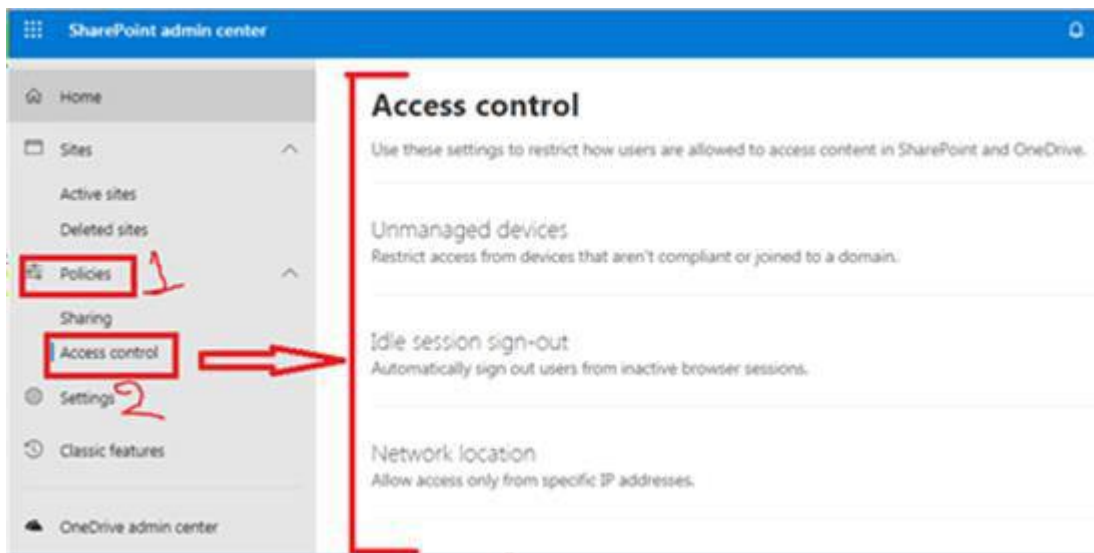 SharePoint admin center
Home
Sites
Active sites
Deleted sites
Policies 1
Sharing
Access control
Settings 2
Classic features
OneDrive admin center
Access control
Use these settings to restrict how users are allowed to access content in SharePoint and OneDrive.
Unmanaged devices
Restrict access from devices that aren't compliant or joined to a domain.
Idle session sign-out
Automatically sign out users from inactive browser sessions.
Network location
Allow access only from specific IP addresses.